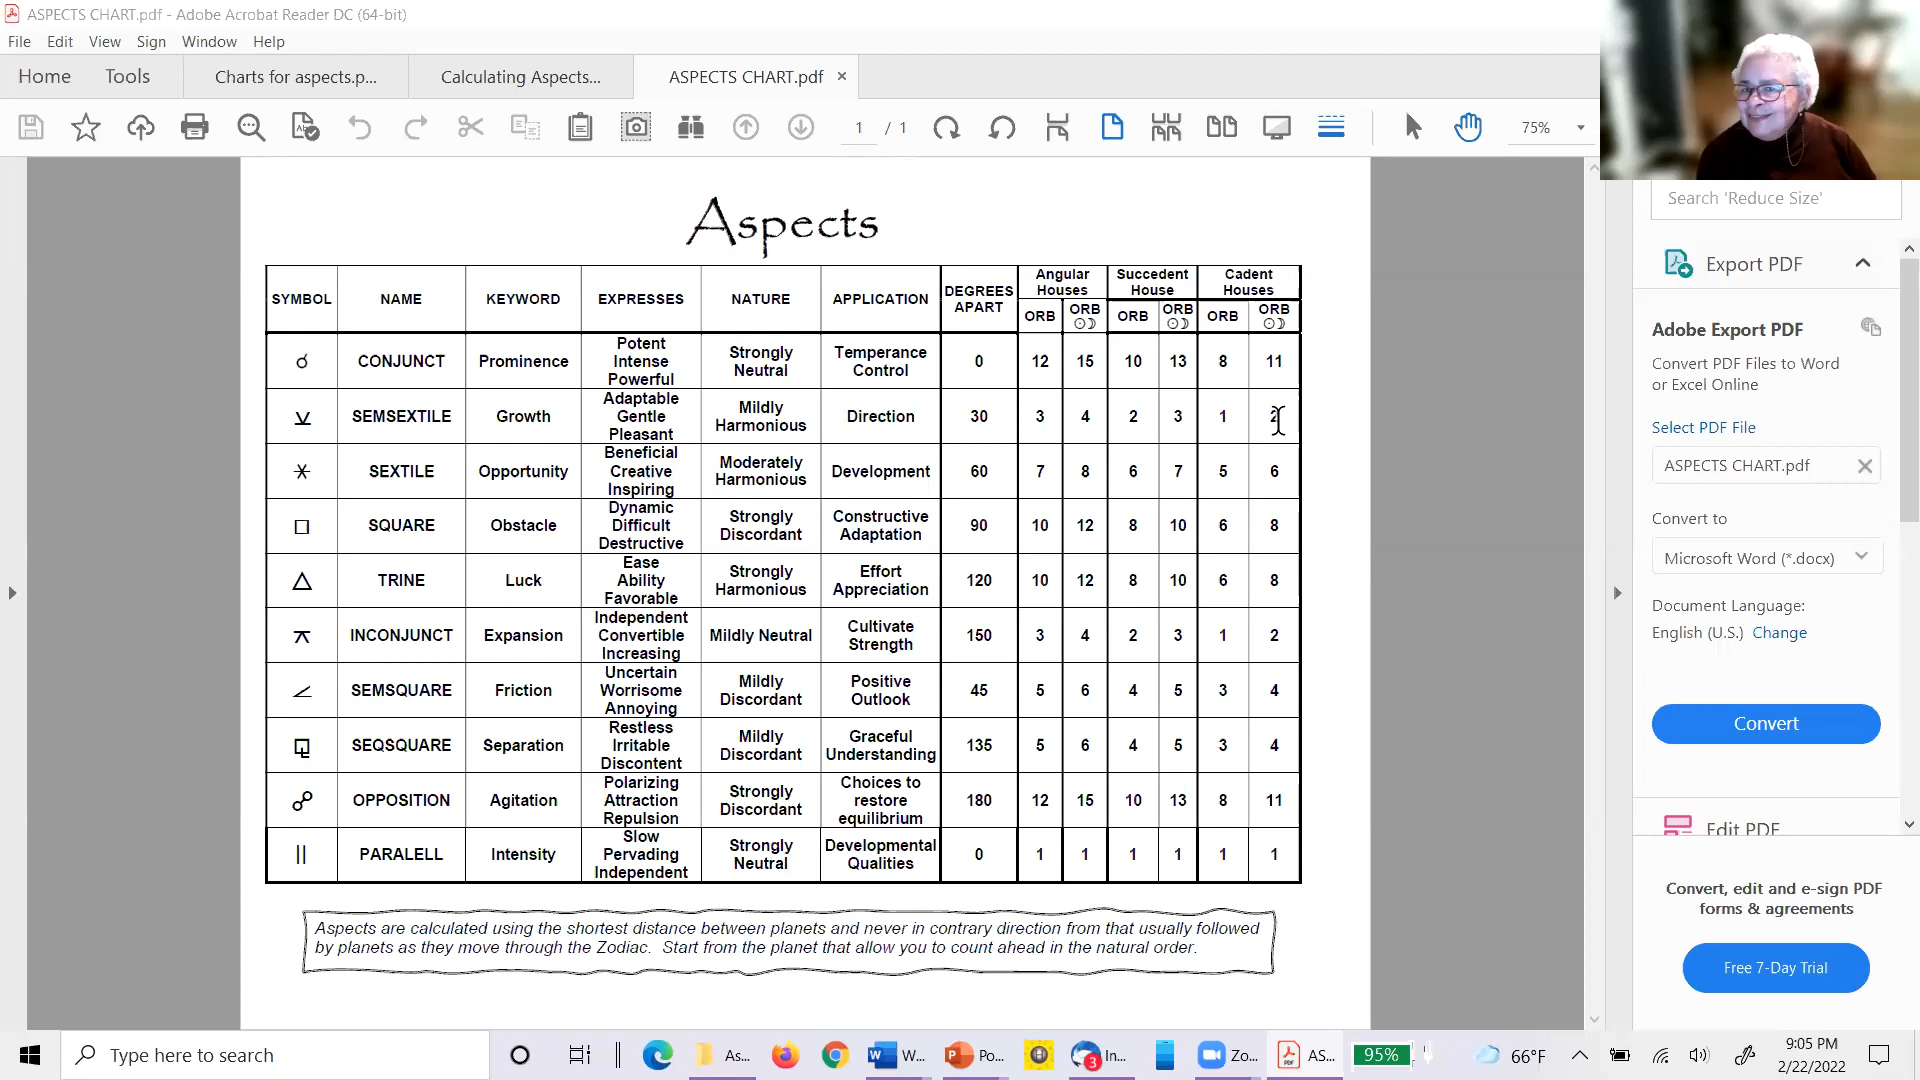 ASPECTS CHART.pdf - Adobe Acrobat Reader DC (64-bit)
File Edit View Sign Window Help
Home Tools Charts for aspects.p... Calculating Aspects... ASPECTS CHART.pdf ×
1 / 1 75%
Search 'Reduce Size'
Export PDF
Adobe Export PDF
Convert PDF Files to Word
or Excel Online
Select PDF File
ASPECTS CHART.pdf
Convert to
Microsoft Word (*.docx)
Document Language:
English (U.S.) Change
Convert
Edit PDF
Convert, edit and e-sign PDF
forms & agreements
Free 7-Day Trial
Aspects
SYMBOL NAME KEYWORD EXPRESSES NATURE APPLICATION DEGREES APART Angular Houses Succedent House Cadent Houses
ORB ORB ☉☽ ORB ORB ☉☽ ORB ORB ☉☽
☌ CONJUNCT Prominence Potent Intense Powerful Strongly Neutral Temperance Control 0 12 15 10 13 8 11
⚺ SEMSEXTILE Growth Adaptable Gentle Pleasant Mildly Harmonious Direction 30 3 4 2 3 1 2
⚹ SEXTILE Opportunity Beneficial Creative Inspiring Moderately Harmonious Development 60 7 8 6 7 5 6
□ SQUARE Obstacle Dynamic Difficult Destructive Strongly Discordant Constructive Adaptation 90 10 12 8 10 6 8
△ TRINE Luck Ease Ability Favorable Strongly Harmonious Effort Appreciation 120 10 12 8 10 6 8
⚻ INCONJUNCT Expansion Independent Convertible Increasing Mildly Neutral Cultivate Strength 150 3 4 2 3 1 2
∠ SEMSQUARE Friction Uncertain Worrisome Annoying Mildly Discordant Positive Outlook 45 5 6 4 5 3 4
⚼ SEQSQUARE Separation Restless Irritable Discontent Mildly Discordant Graceful Understanding 135 5 6 4 5 3 4
☍ OPPOSITION Agitation Polarizing Attraction Repulsion Strongly Discordant Choices to restore equilibrium 180 12 15 10 13 8 11
|| PARALELL Intensity Slow Pervading Independent Strongly Neutral Developmental Qualities 0 1 1 1 1 1 1
Aspects are calculated using the shortest distance between planets and never in contrary direction from that usually followed
by planets as they move through the Zodiac. Start from the planet that allow you to count ahead in the natural order.
Type here to search As... W... Po... 3 In... Zo... AS... 95% 66°F 9:05 PM
2/22/2022